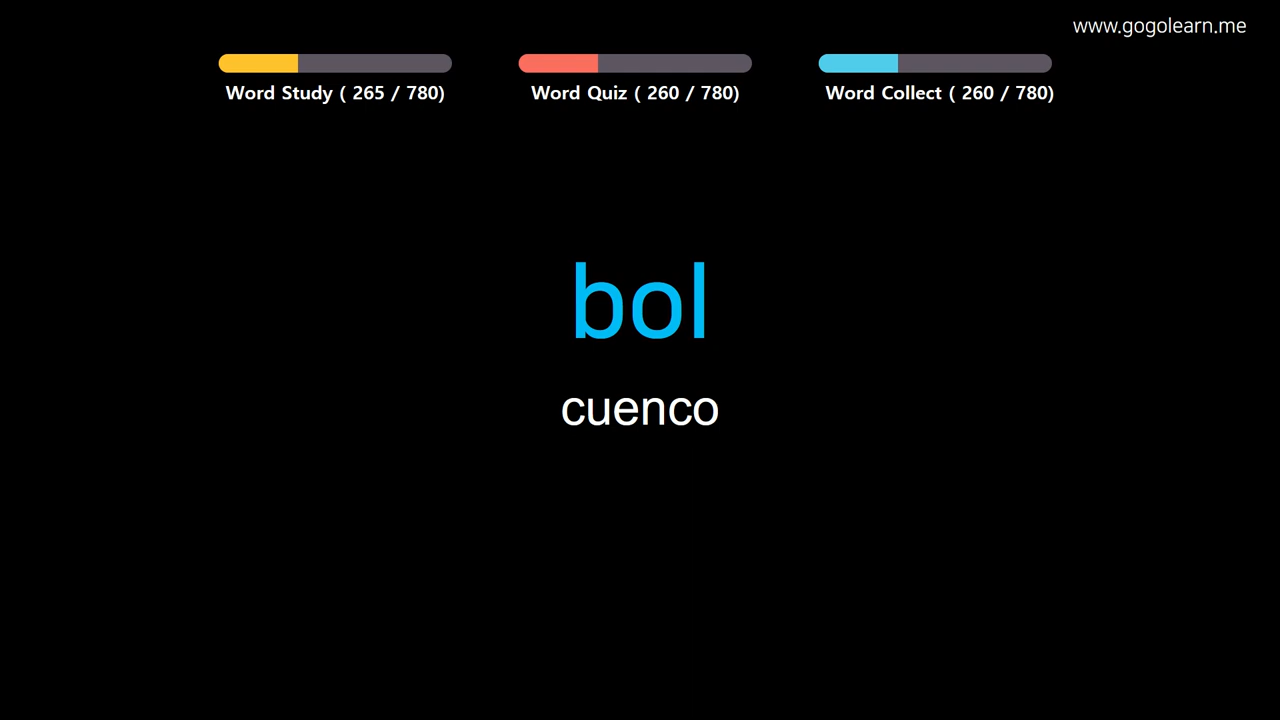 www.gogolearn.me
Word Study ( 265 / 780)
Word Quiz ( 260 / 780)
Word Collect ( 260 / 780)
bol
cuenco